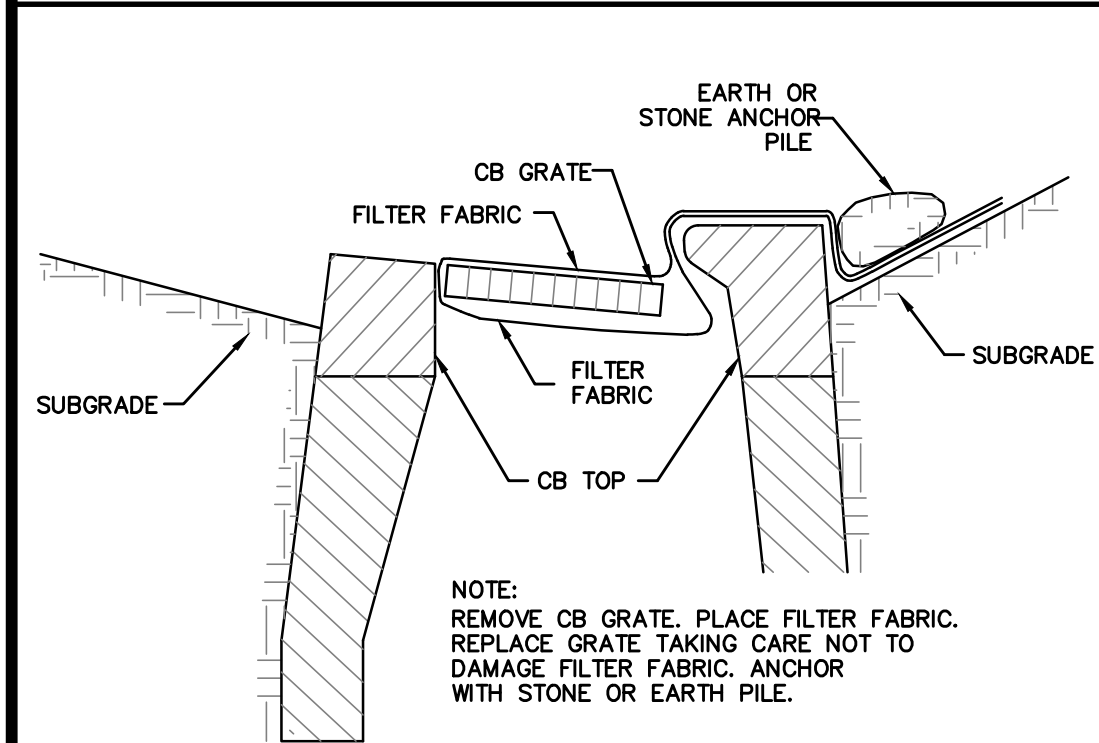 EARTH OR
STONE ANCHOR
PILE
CB GRATE
FILTER FABRIC
SUBGRADE
FILTER
FABRIC
SUBGRADE
CB TOP
NOTE:
REMOVE CB GRATE. PLACE FILTER FABRIC.
REPLACE GRATE TAKING CARE NOT TO
DAMAGE FILTER FABRIC. ANCHOR
WITH STONE OR EARTH PILE.